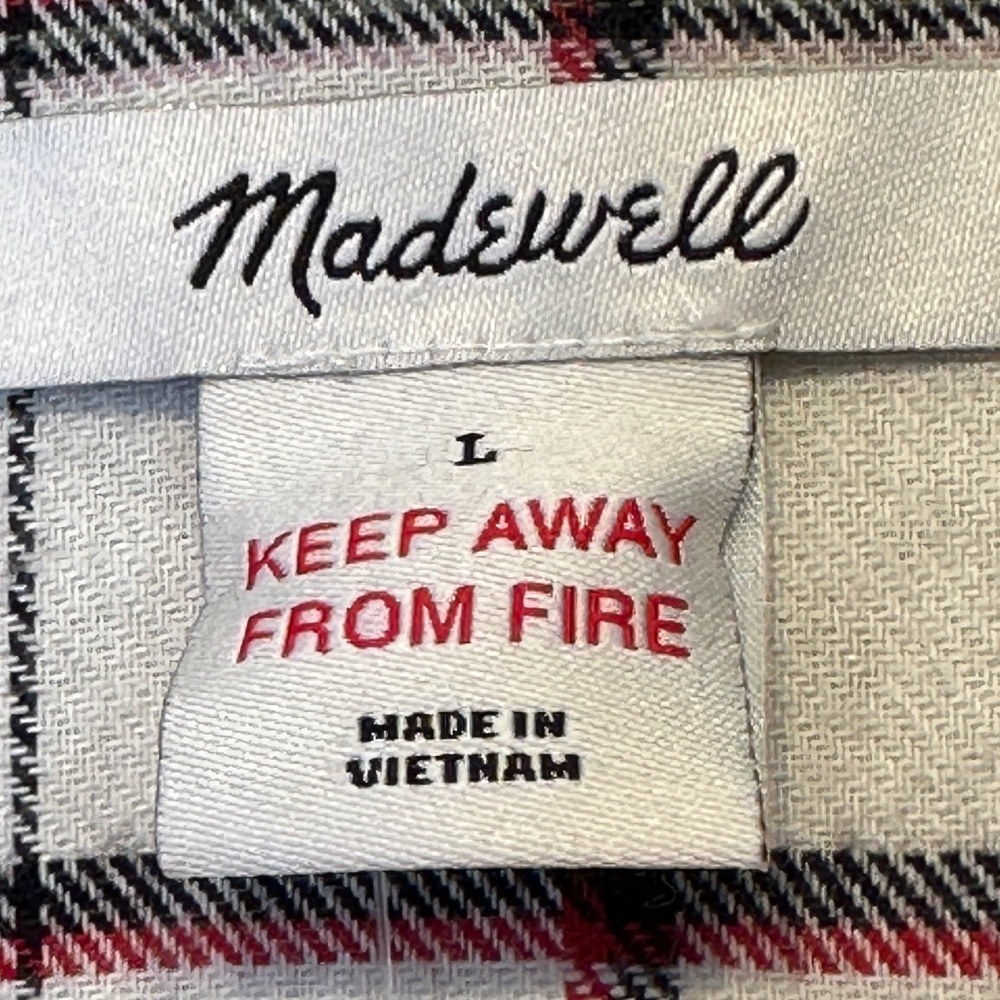 Madewell
L
KEEP AWAY
FROM FIRE
MADE IN
VIETNAM